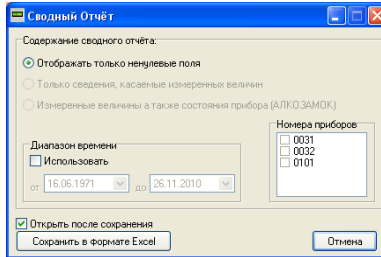 Сводный Отчёт
Содержание сводного отчёта:
Отображать только ненулевые поля
Только сведения, касаемые измеренных величин
Измеренные величины а также состояния прибора (АЛКОЗАМОК)
Диапазон времени
Использовать
от 16.06.1971 до 26.11.2010
Номера приборов
0031
0032
0101
Открыть после сохранения
Сохранить в формате Excel
Отмена